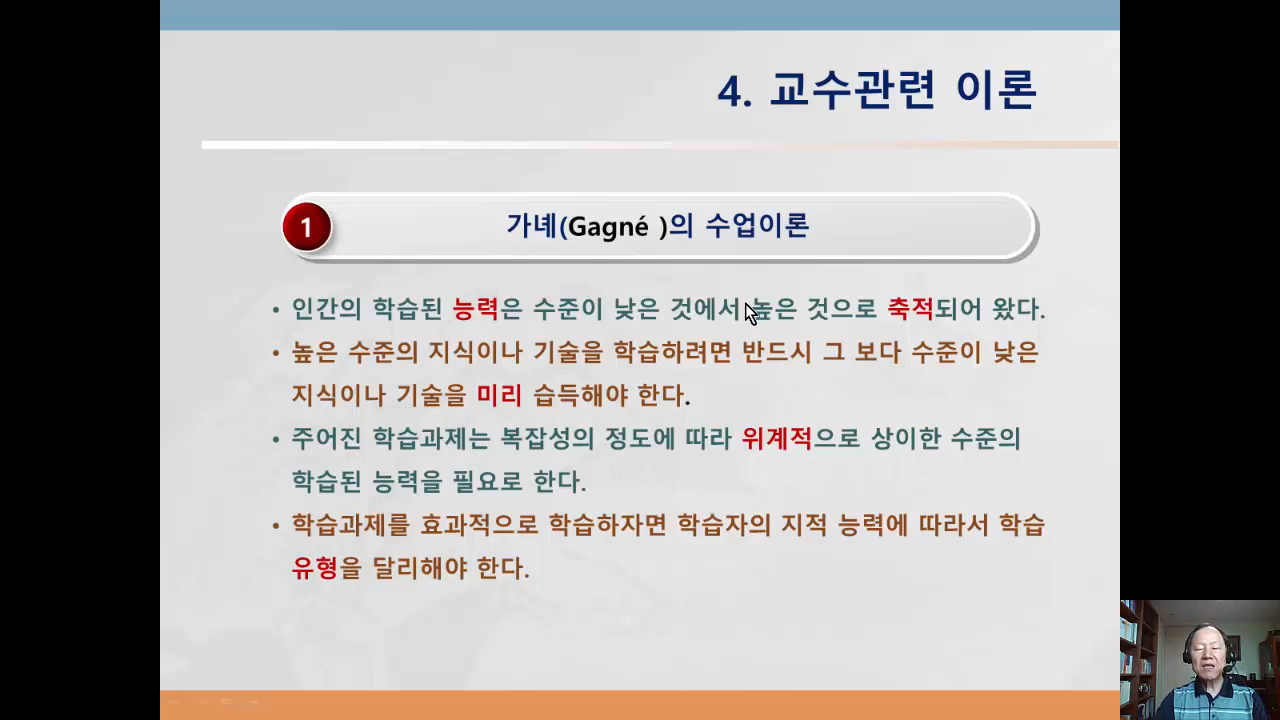 4. 교수관련 이론
1 가녜(Gagné )의 수업이론
• 인간의 학습된 능력은 수준이 낮은 것에서 높은 것으로 축적되어 왔다.
• 높은 수준의 지식이나 기술을 학습하려면 반드시 그 보다 수준이 낮은
지식이나 기술을 미리 습득해야 한다.
• 주어진 학습과제는 복잡성의 정도에 따라 위계적으로 상이한 수준의
학습된 능력을 필요로 한다.
• 학습과제를 효과적으로 학습하자면 학습자의 지적 능력에 따라서 학습
유형을 달리해야 한다.